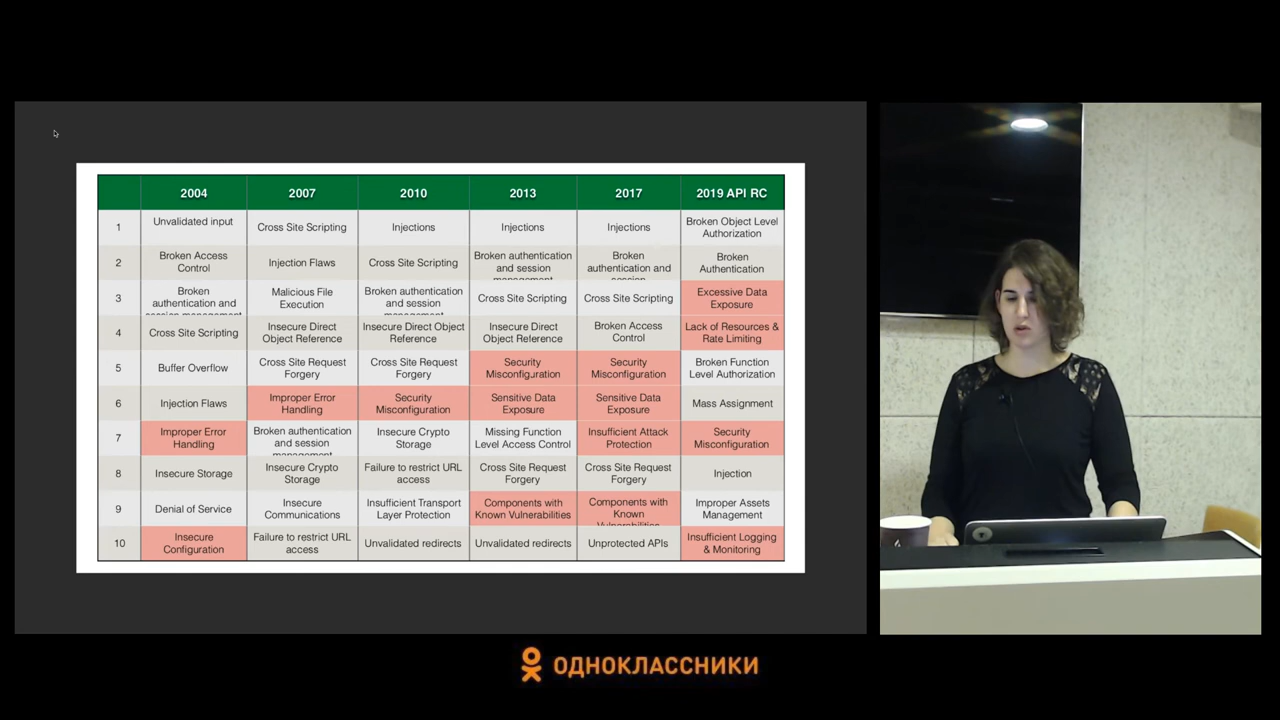 2004
2007
2010
2013
2017
2019 API RC
1
Unvalidated input
Cross Site Scripting
Injections
Injections
Injections
Broken Object Level
Authorization
2
Broken Access
Control
Injection Flaws
Cross Site Scripting
Broken authentication
and session
Broken
authentication and
Broken
Authentication
3
Broken
authentication and
Malicious File
Execution
Broken authentication
and session
Cross Site Scripting
Cross Site Scripting
Excessive Data
Exposure
4
Cross Site Scripting
Insecure Direct
Object Reference
Insecure Direct Object
Reference
Insecure Direct
Object Reference
Broken Access
Control
Lack of Resources &
Rate Limiting
5
Buffer Overflow
Cross Site Request
Forgery
Cross Site Request
Forgery
Security
Misconfiguration
Security
Misconfiguration
Broken Function
Level Authorization
6
Injection Flaws
Improper Error
Handling
Security
Misconfiguration
Sensitive Data
Exposure
Sensitive Data
Exposure
Mass Assignment
7
Improper Error
Handling
Broken authentication
and session
Insecure Crypto
Storage
Missing Function
Level Access Control
Insufficient Attack
Protection
Security
Misconfiguration
8
Insecure Storage
Insecure Crypto
Storage
Failure to restrict URL
access
Cross Site Request
Forgery
Cross Site Request
Forgery
Injection
9
Denial of Service
Insecure
Communications
Insufficient Transport
Layer Protection
Components with
Known Vulnerabilities
Components with
Known
Improper Assets
Management
10
Insecure
Configuration
Failure to restrict URL
access
Unvalidated redirects
Unvalidated redirects
Unprotected APIs
Insufficient Logging
& Monitoring
ОДНОКЛАССНИКИ